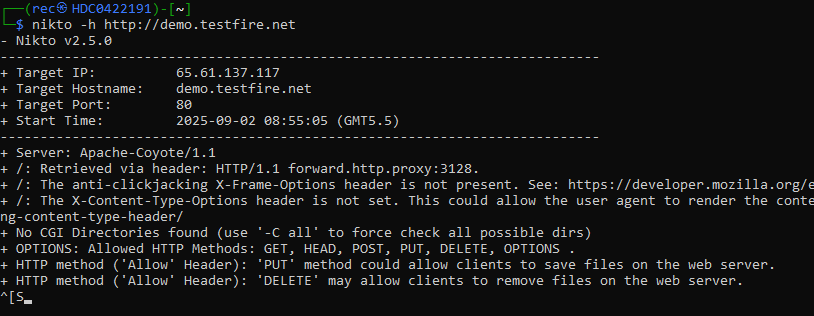 (rec㉿HDC0422191)-[~]
$ nikto -h http://demo.testfire.net
- Nikto v2.5.0
---------------------------------------------------------------------------
+ Target IP:          65.61.137.117
+ Target Hostname:    demo.testfire.net
+ Target Port:        80
+ Start Time:         2025-09-02 08:55:05 (GMT5.5)
---------------------------------------------------------------------------
+ Server: Apache-Coyote/1.1
+ /: Retrieved via header: HTTP/1.1 forward.http.proxy:3128.
+ /: The anti-clickjacking X-Frame-Options header is not present. See: https://developer.mozilla.org/e
+ /: The X-Content-Type-Options header is not set. This could allow the user agent to render the conte
ng-content-type-header/
+ No CGI Directories found (use '-C all' to force check all possible dirs)
+ OPTIONS: Allowed HTTP Methods: GET, HEAD, POST, PUT, DELETE, OPTIONS .
+ HTTP method ('Allow' Header): 'PUT' method could allow clients to save files on the web server.
+ HTTP method ('Allow' Header): 'DELETE' may allow clients to remove files on the web server.
^[S